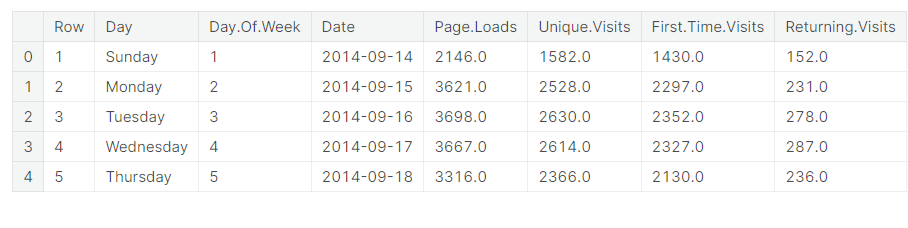 Row Day Day.Of.Week Date Page.Loads Unique.Visits First.Time.Visits Returning.Visits
0 1 Sunday 1 2014-09-14 2146.0 1582.0 1430.0 152.0
1 2 Monday 2 2014-09-15 3621.0 2528.0 2297.0 231.0
2 3 Tuesday 3 2014-09-16 3698.0 2630.0 2352.0 278.0
3 4 Wednesday 4 2014-09-17 3667.0 2614.0 2327.0 287.0
4 5 Thursday 5 2014-09-18 3316.0 2366.0 2130.0 236.0